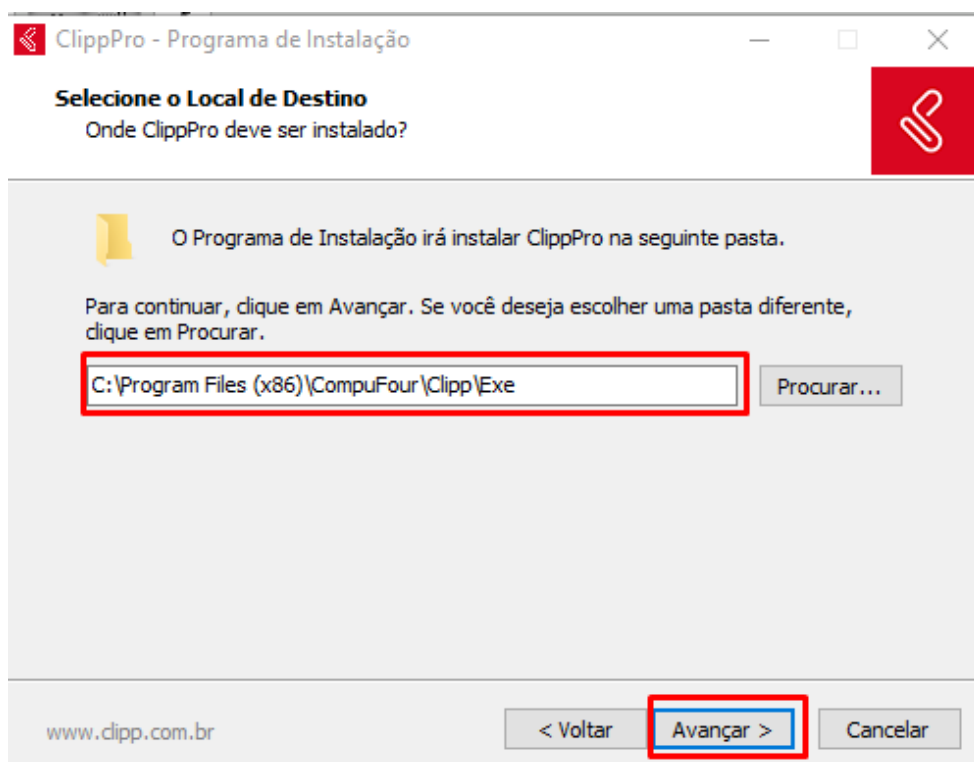 ClippPro - Programa de Instalação
Selecione o Local de Destino
Onde ClippPro deve ser instalado?
O Programa de Instalação irá instalar ClippPro na seguinte pasta.
Para continuar, clique em Avançar. Se você deseja escolher uma pasta diferente,
clique em Procurar.
C:\Program Files (x86)\CompuFour\Clipp\Exe
Procurar...
www.clipp.com.br
< Voltar
Avançar >
Cancelar